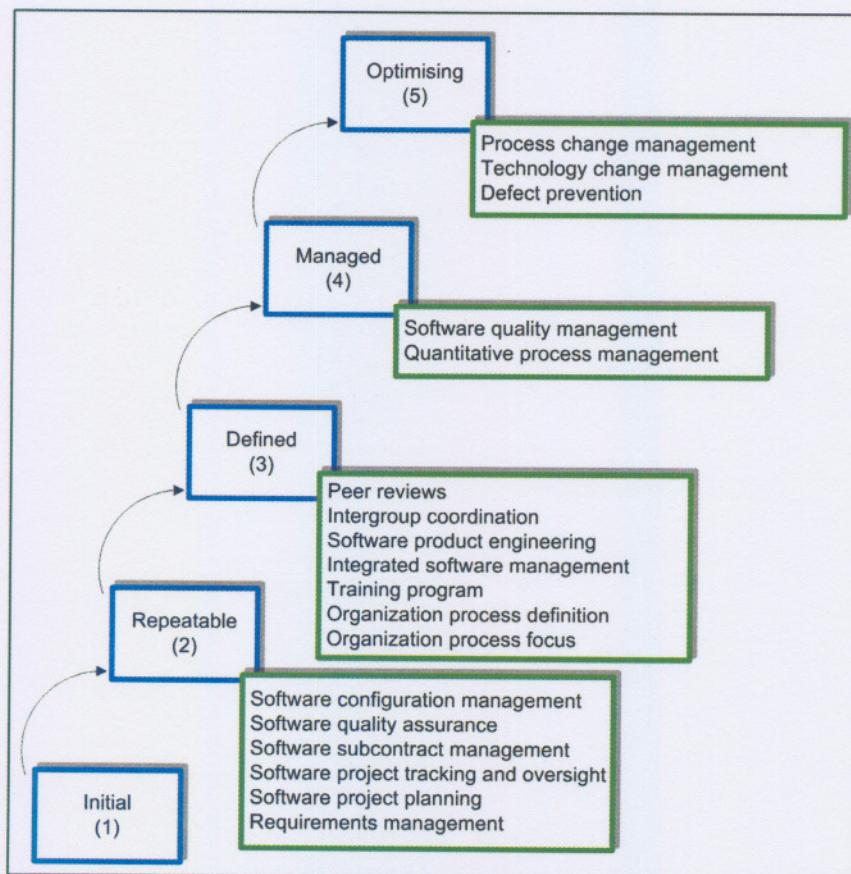 Optimising
(5)
Process change management
Technology change management
Defect prevention
Managed
(4)
Software quality management
Quantitative process management
Defined
(3)
Peer reviews
Intergroup coordination
Software product engineering
Integrated software management
Training program
Organization process definition
Organization process focus
Repeatable
(2)
Software configuration management
Software quality assurance
Software subcontract management
Software project tracking and oversight
Software project planning
Requirements management
Initial
(1)